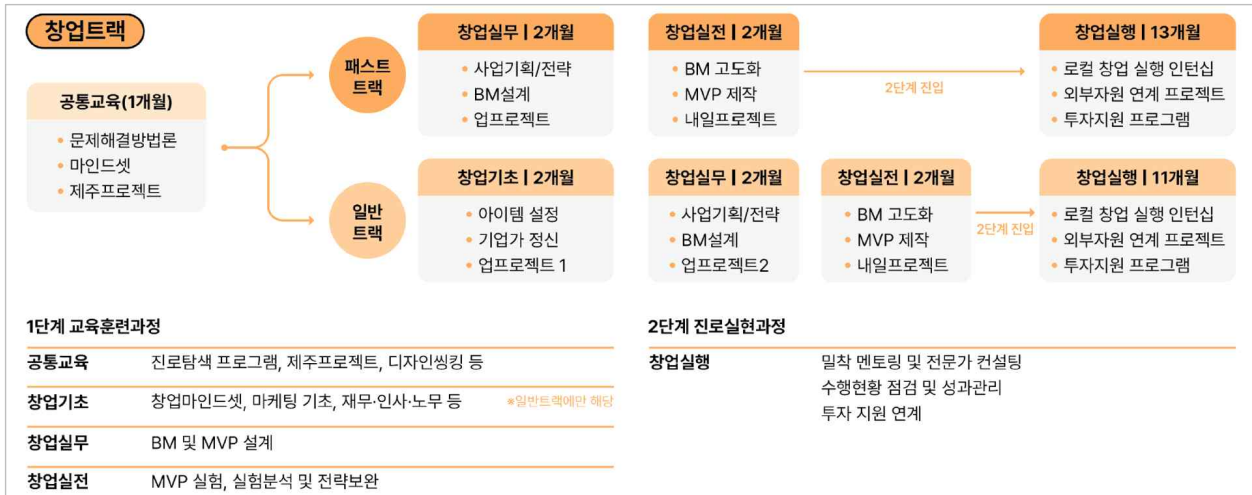 창업트랙
공통교육(1개월)
• 문제해결방법론
• 마인드셋
• 제주프로젝트
패스트
트랙
창업실무 | 2개월
• 사업기획/전략
• BM설계
• 업프로젝트
창업실전 | 2개월
• BM 고도화
• MVP 제작
• 내일프로젝트
2단계 진입
창업실행 | 13개월
• 로컬 창업 실행 인턴십
• 외부자원 연계 프로젝트
• 투자지원 프로그램
일반
트랙
창업기초 | 2개월
• 아이템 설정
• 기업가 정신
• 업프로젝트 1
창업실무 | 2개월
• 사업기획/전략
• BM설계
• 업프로젝트2
창업실전 | 2개월
• BM 고도화
• MVP 제작
• 내일프로젝트
2단계 진입
창업실행 | 11개월
• 로컬 창업 실행 인턴십
• 외부자원 연계 프로젝트
• 투자지원 프로그램
1단계 교육훈련과정
공통교육 진로탐색 프로그램, 제주프로젝트, 디자인씽킹 등
창업기초 창업마인드셋, 마케팅 기초, 재무·인사·노무 등 *일반트랙에만 해당
창업실무 BM 및 MVP 설계
창업실전 MVP 실험, 실험분석 및 전략보완
2단계 진로실현과정
창업실행 밀착 멘토링 및 전문가 컨설팅
수행현황 점검 및 성과관리
투자 지원 연계